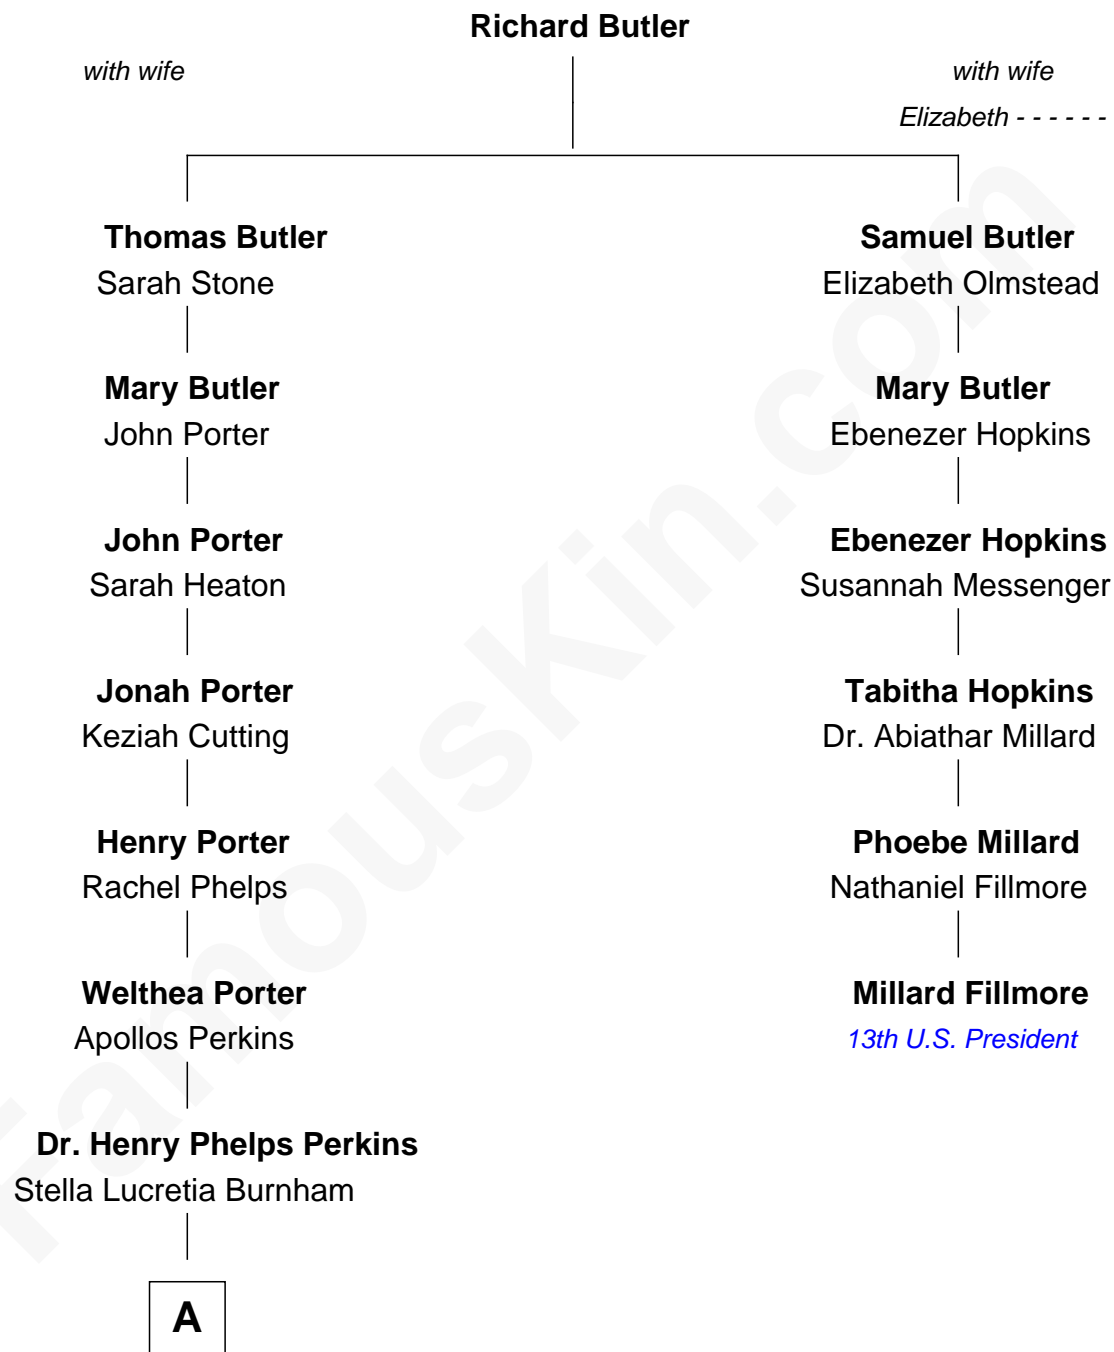 Richard Butler
with wife
with wife
Elizabeth - - - - - -
Thomas Butler
Sarah Stone
Samuel Butler
Elizabeth Olmstead
Mary Butler
John Porter
Mary Butler
Ebenezer Hopkins
John Porter
Sarah Heaton
Ebenezer Hopkins
Susannah Messenger
Jonah Porter
Keziah Cutting
Tabitha Hopkins
Dr. Abiathar Millard
Henry Porter
Rachel Phelps
Phoebe Millard
Nathaniel Fillmore
Welthea Porter
Apollos Perkins
Millard Fillmore
13th U.S. President
Dr. Henry Phelps Perkins
Stella Lucretia Burnham
A
FamousKin.com